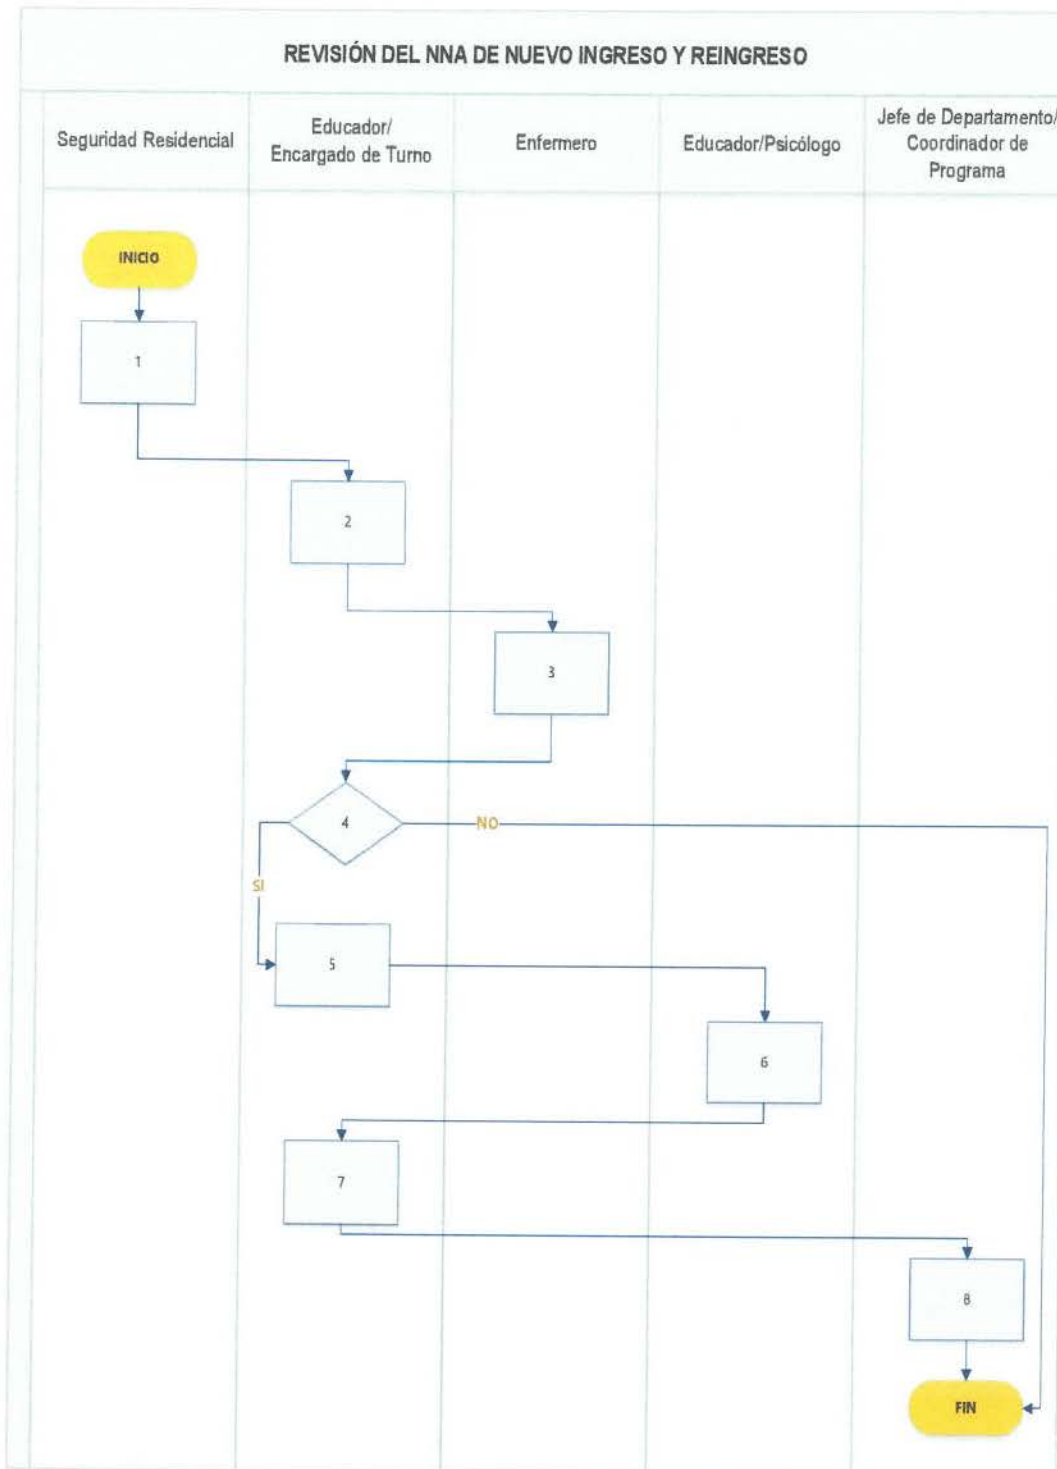 REVISIÓN DEL NNA DE NUEVO INGRESO Y REINGRESO
Seguridad Residencial
Educador/
Encargado de Turno
Enfermero
Educador/Psicólogo
Jefe de Departamento/
Coordinador de
Programa
INICIO
1
2
3
4
NO
SI
5
6
7
8
FIN